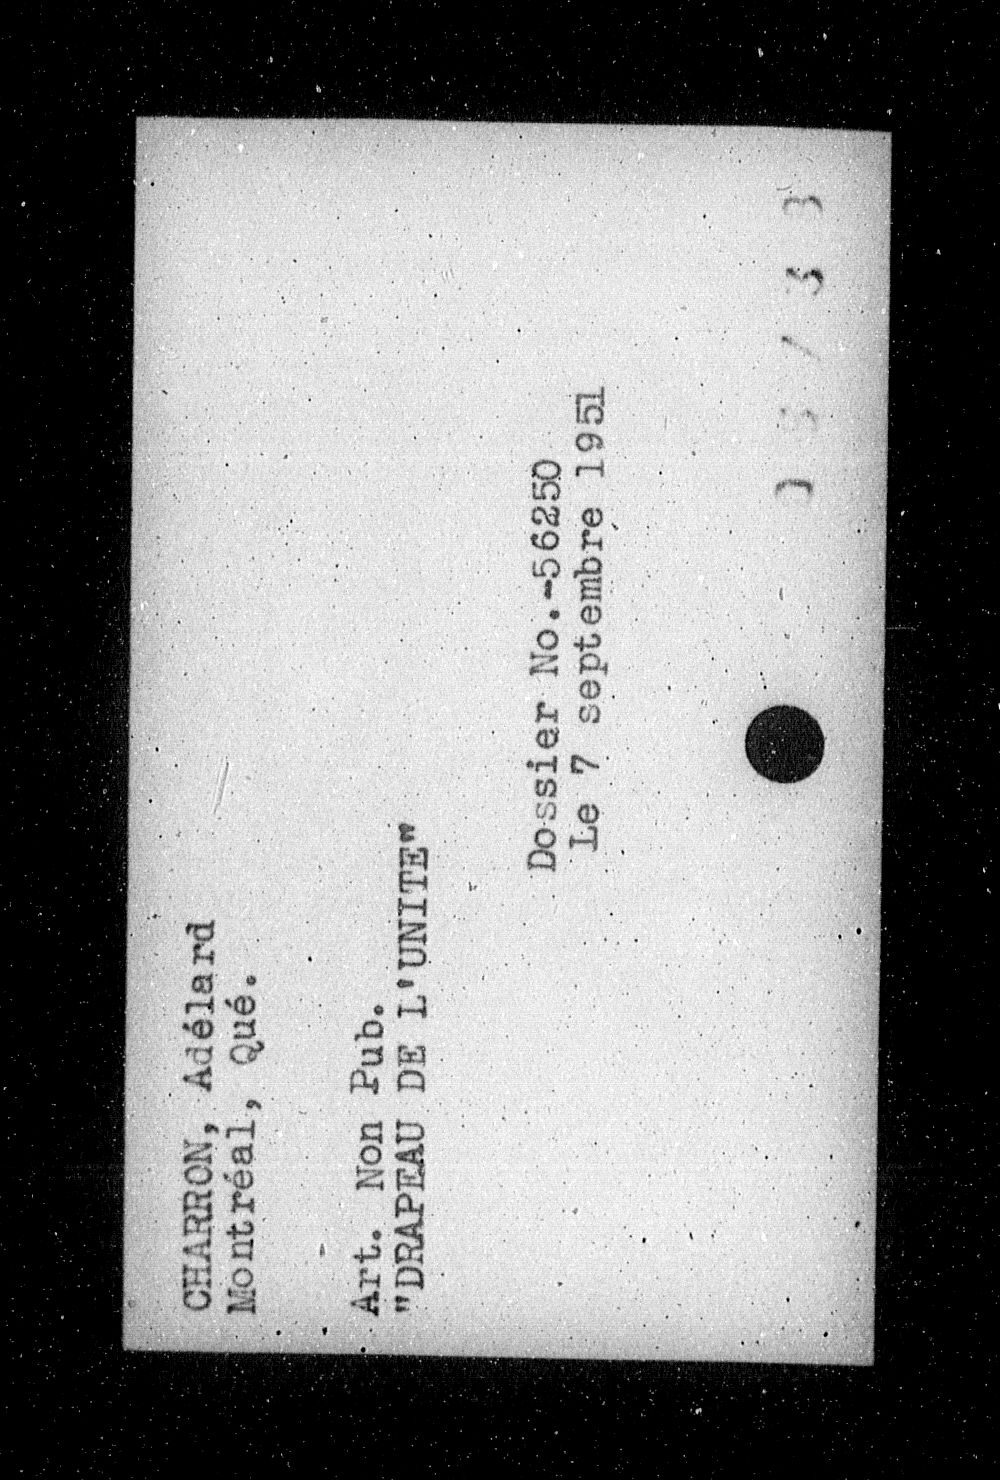 CHARRON, Adélard
Montréal, Qué.
Art. Non Pub.
"DRAPEAU DE L'UNITE"
Dossier No.-56250
Le 7 septembre 1951